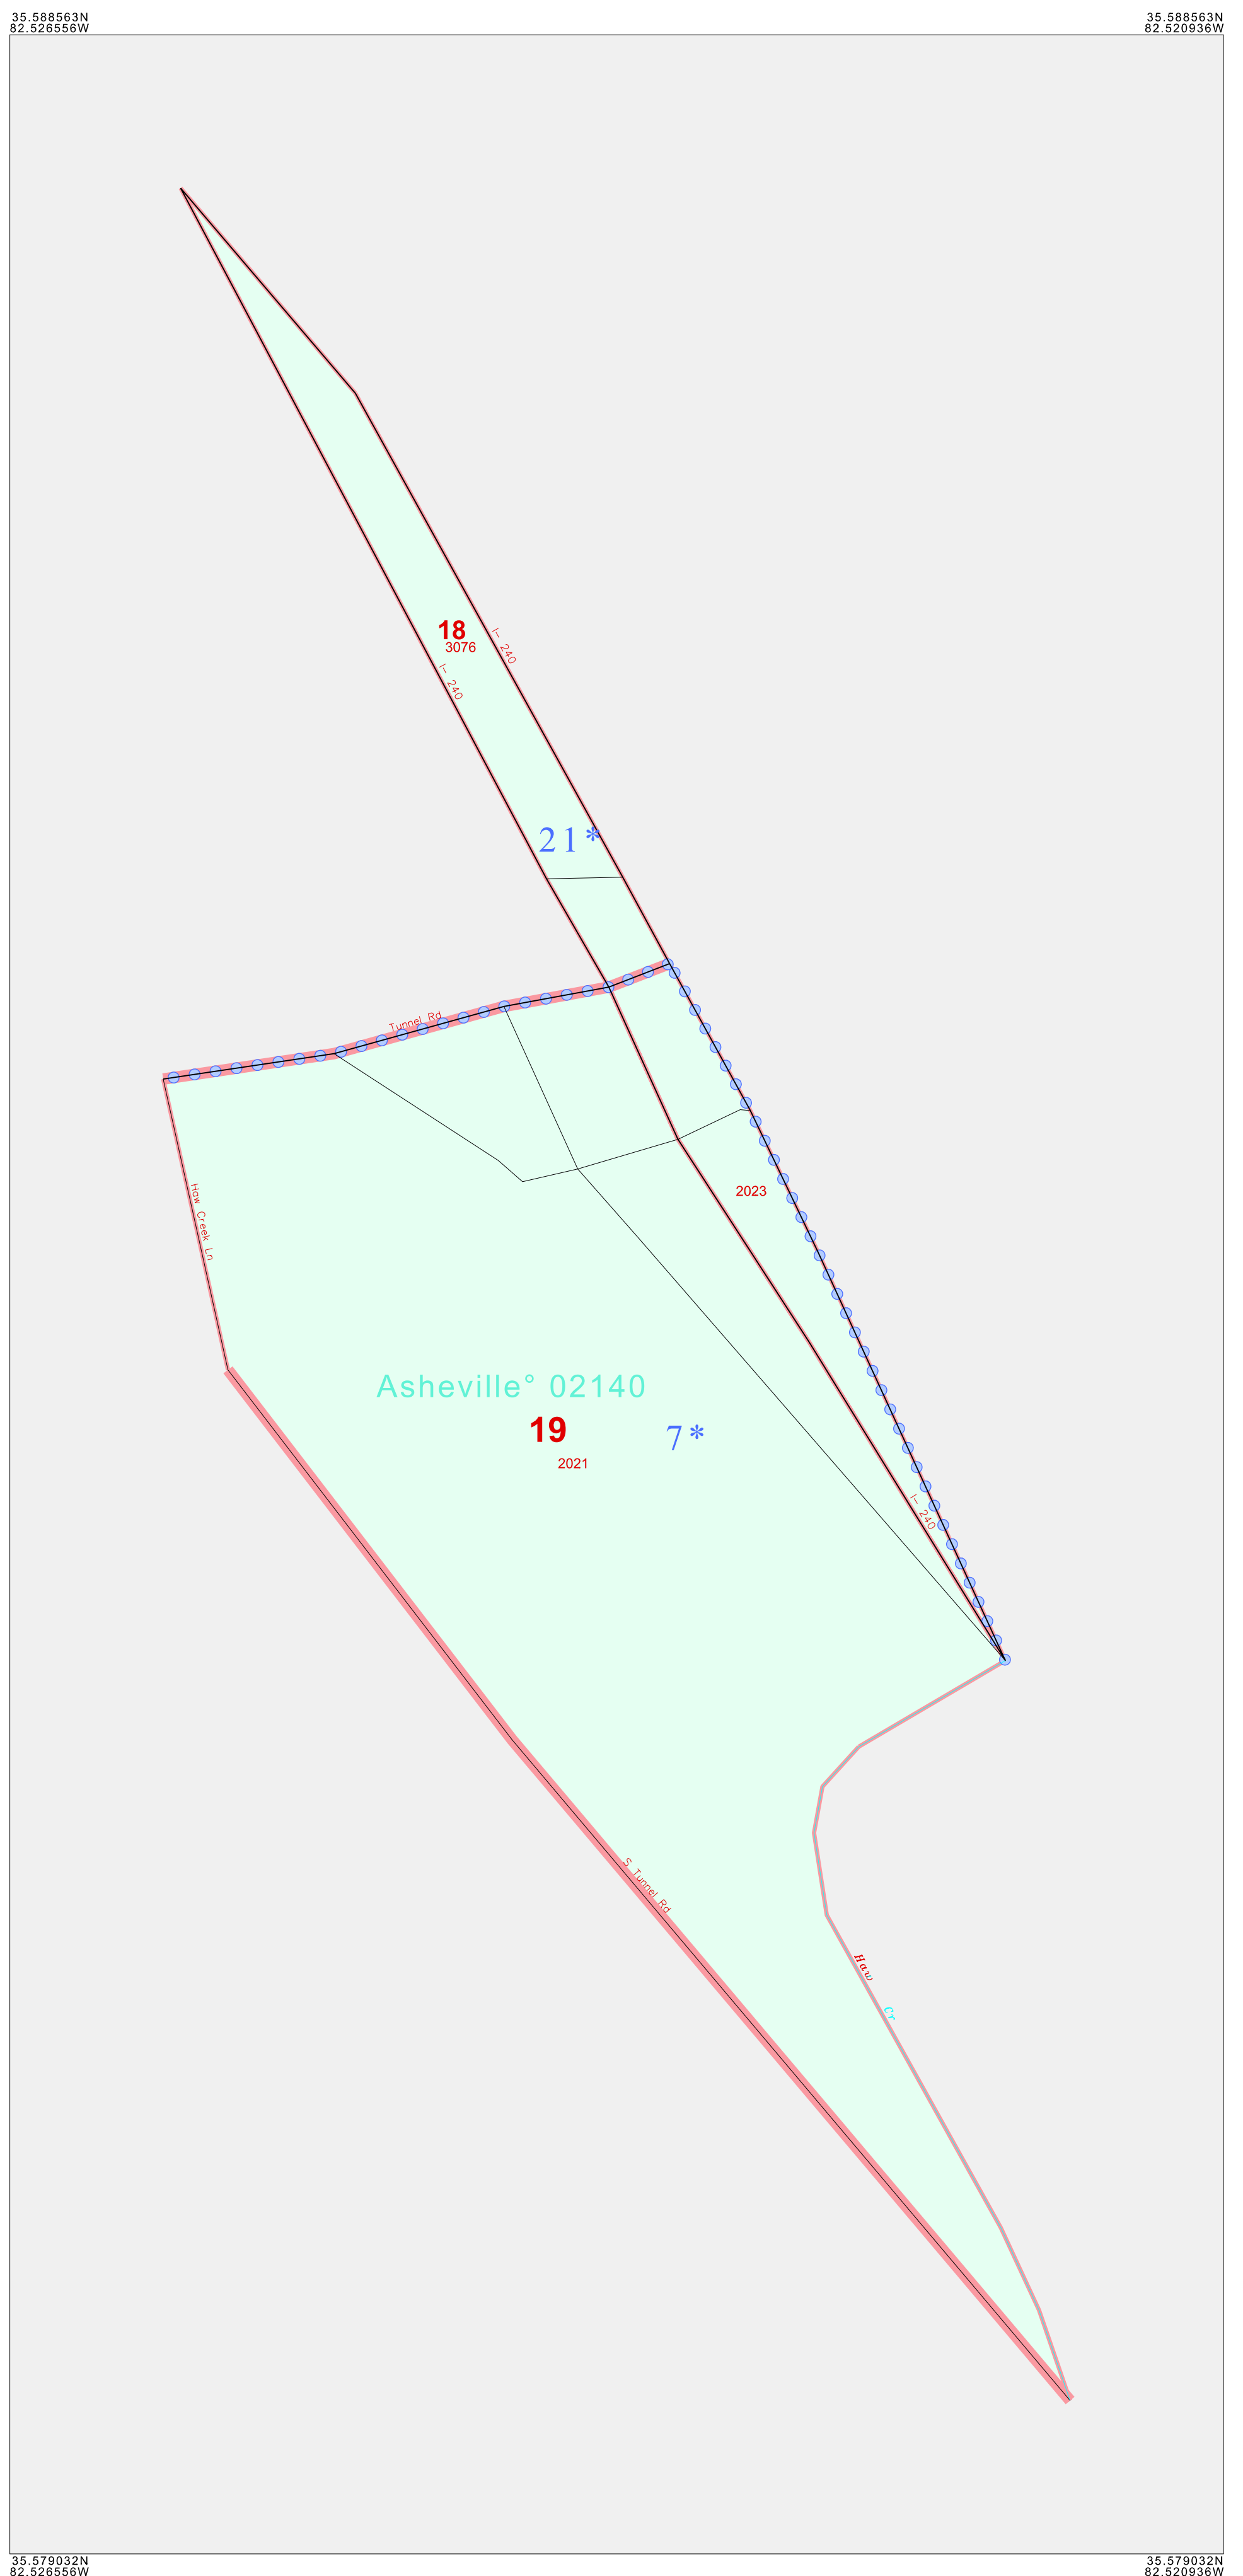 35.588563N
82.526556W
35.588563N
82.520936W
18
3076
I- 240
I- 240
21*
Tunnel Rd
2023
Haw Creek Ln
Asheville° 02140
19
7*
2021
I- 240
S Tunnel Rd
Haw Cr
35.579032N
82.526556W
35.579032N
82.520936W